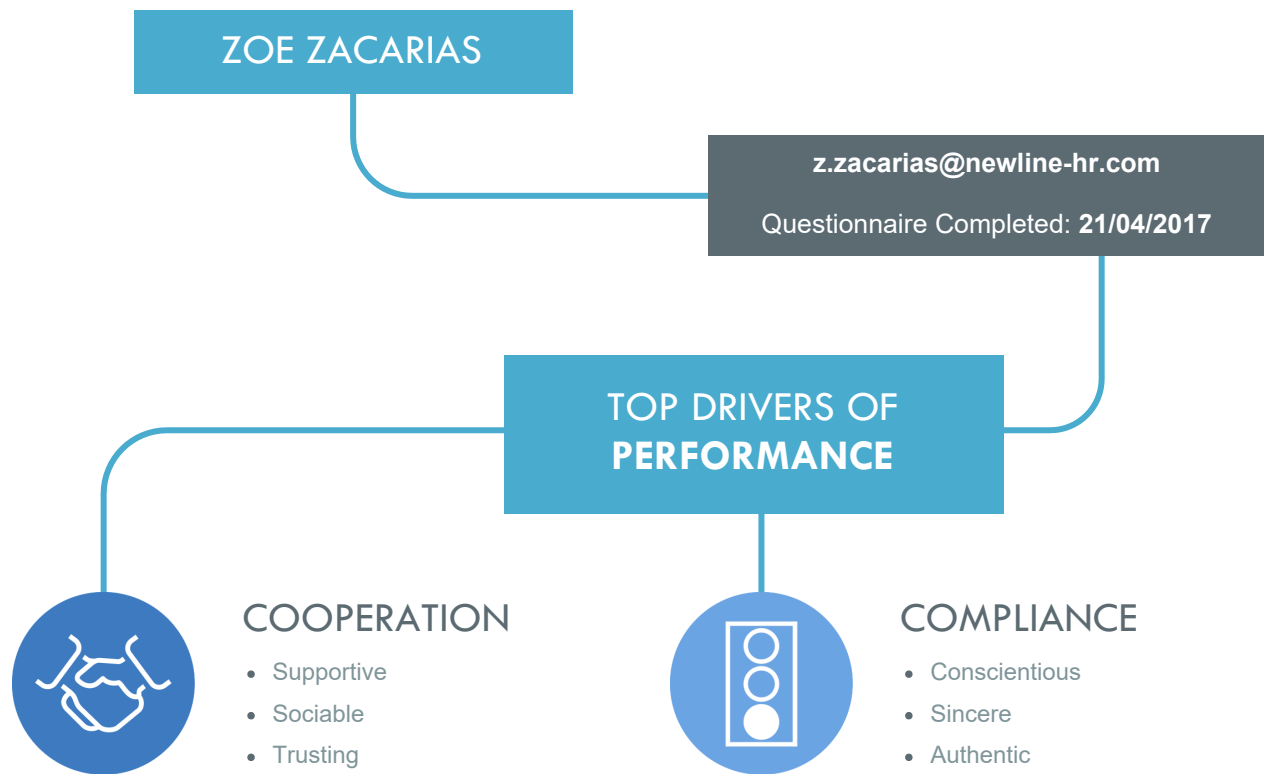 ZOE ZACARIAS
z.zacarias@newline-hr.com
Questionnaire Completed: 21/04/2017
TOP DRIVERS OF
PERFORMANCE
COOPERATION
• Supportive
• Sociable
• Trusting
COMPLIANCE
• Conscientious
• Sincere
• Authentic